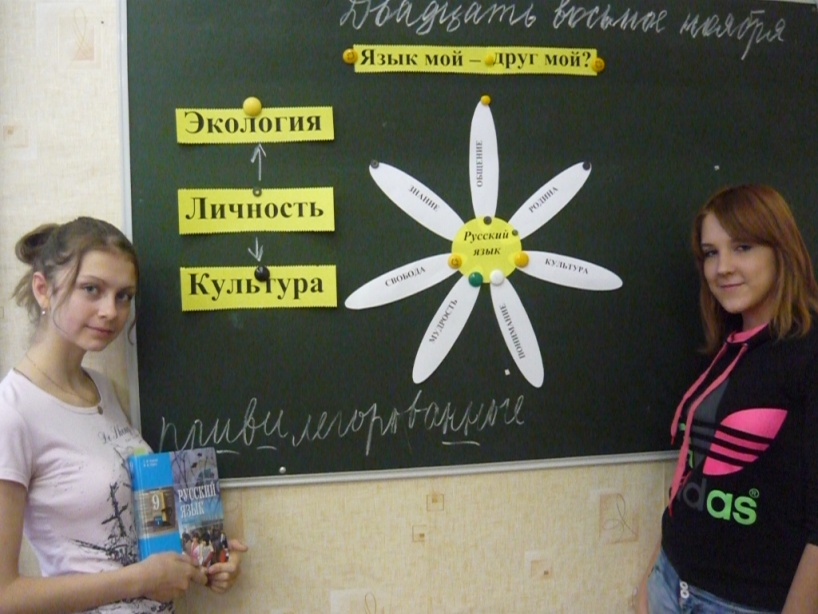 Двадцать восьмое ноября
Язык мой – друг мой?
Экология
Личность
Культура
ОБЩЕНИЕ
ЗНАНИЕ
РОДИНА
Русский
язык
СВОБОДА
КУЛЬТУРА
МУДРОСТЬ
ПОНИМАНИЕ
привилегорованные
9
РУССКИЙ
ЯЗЫК
adidas®